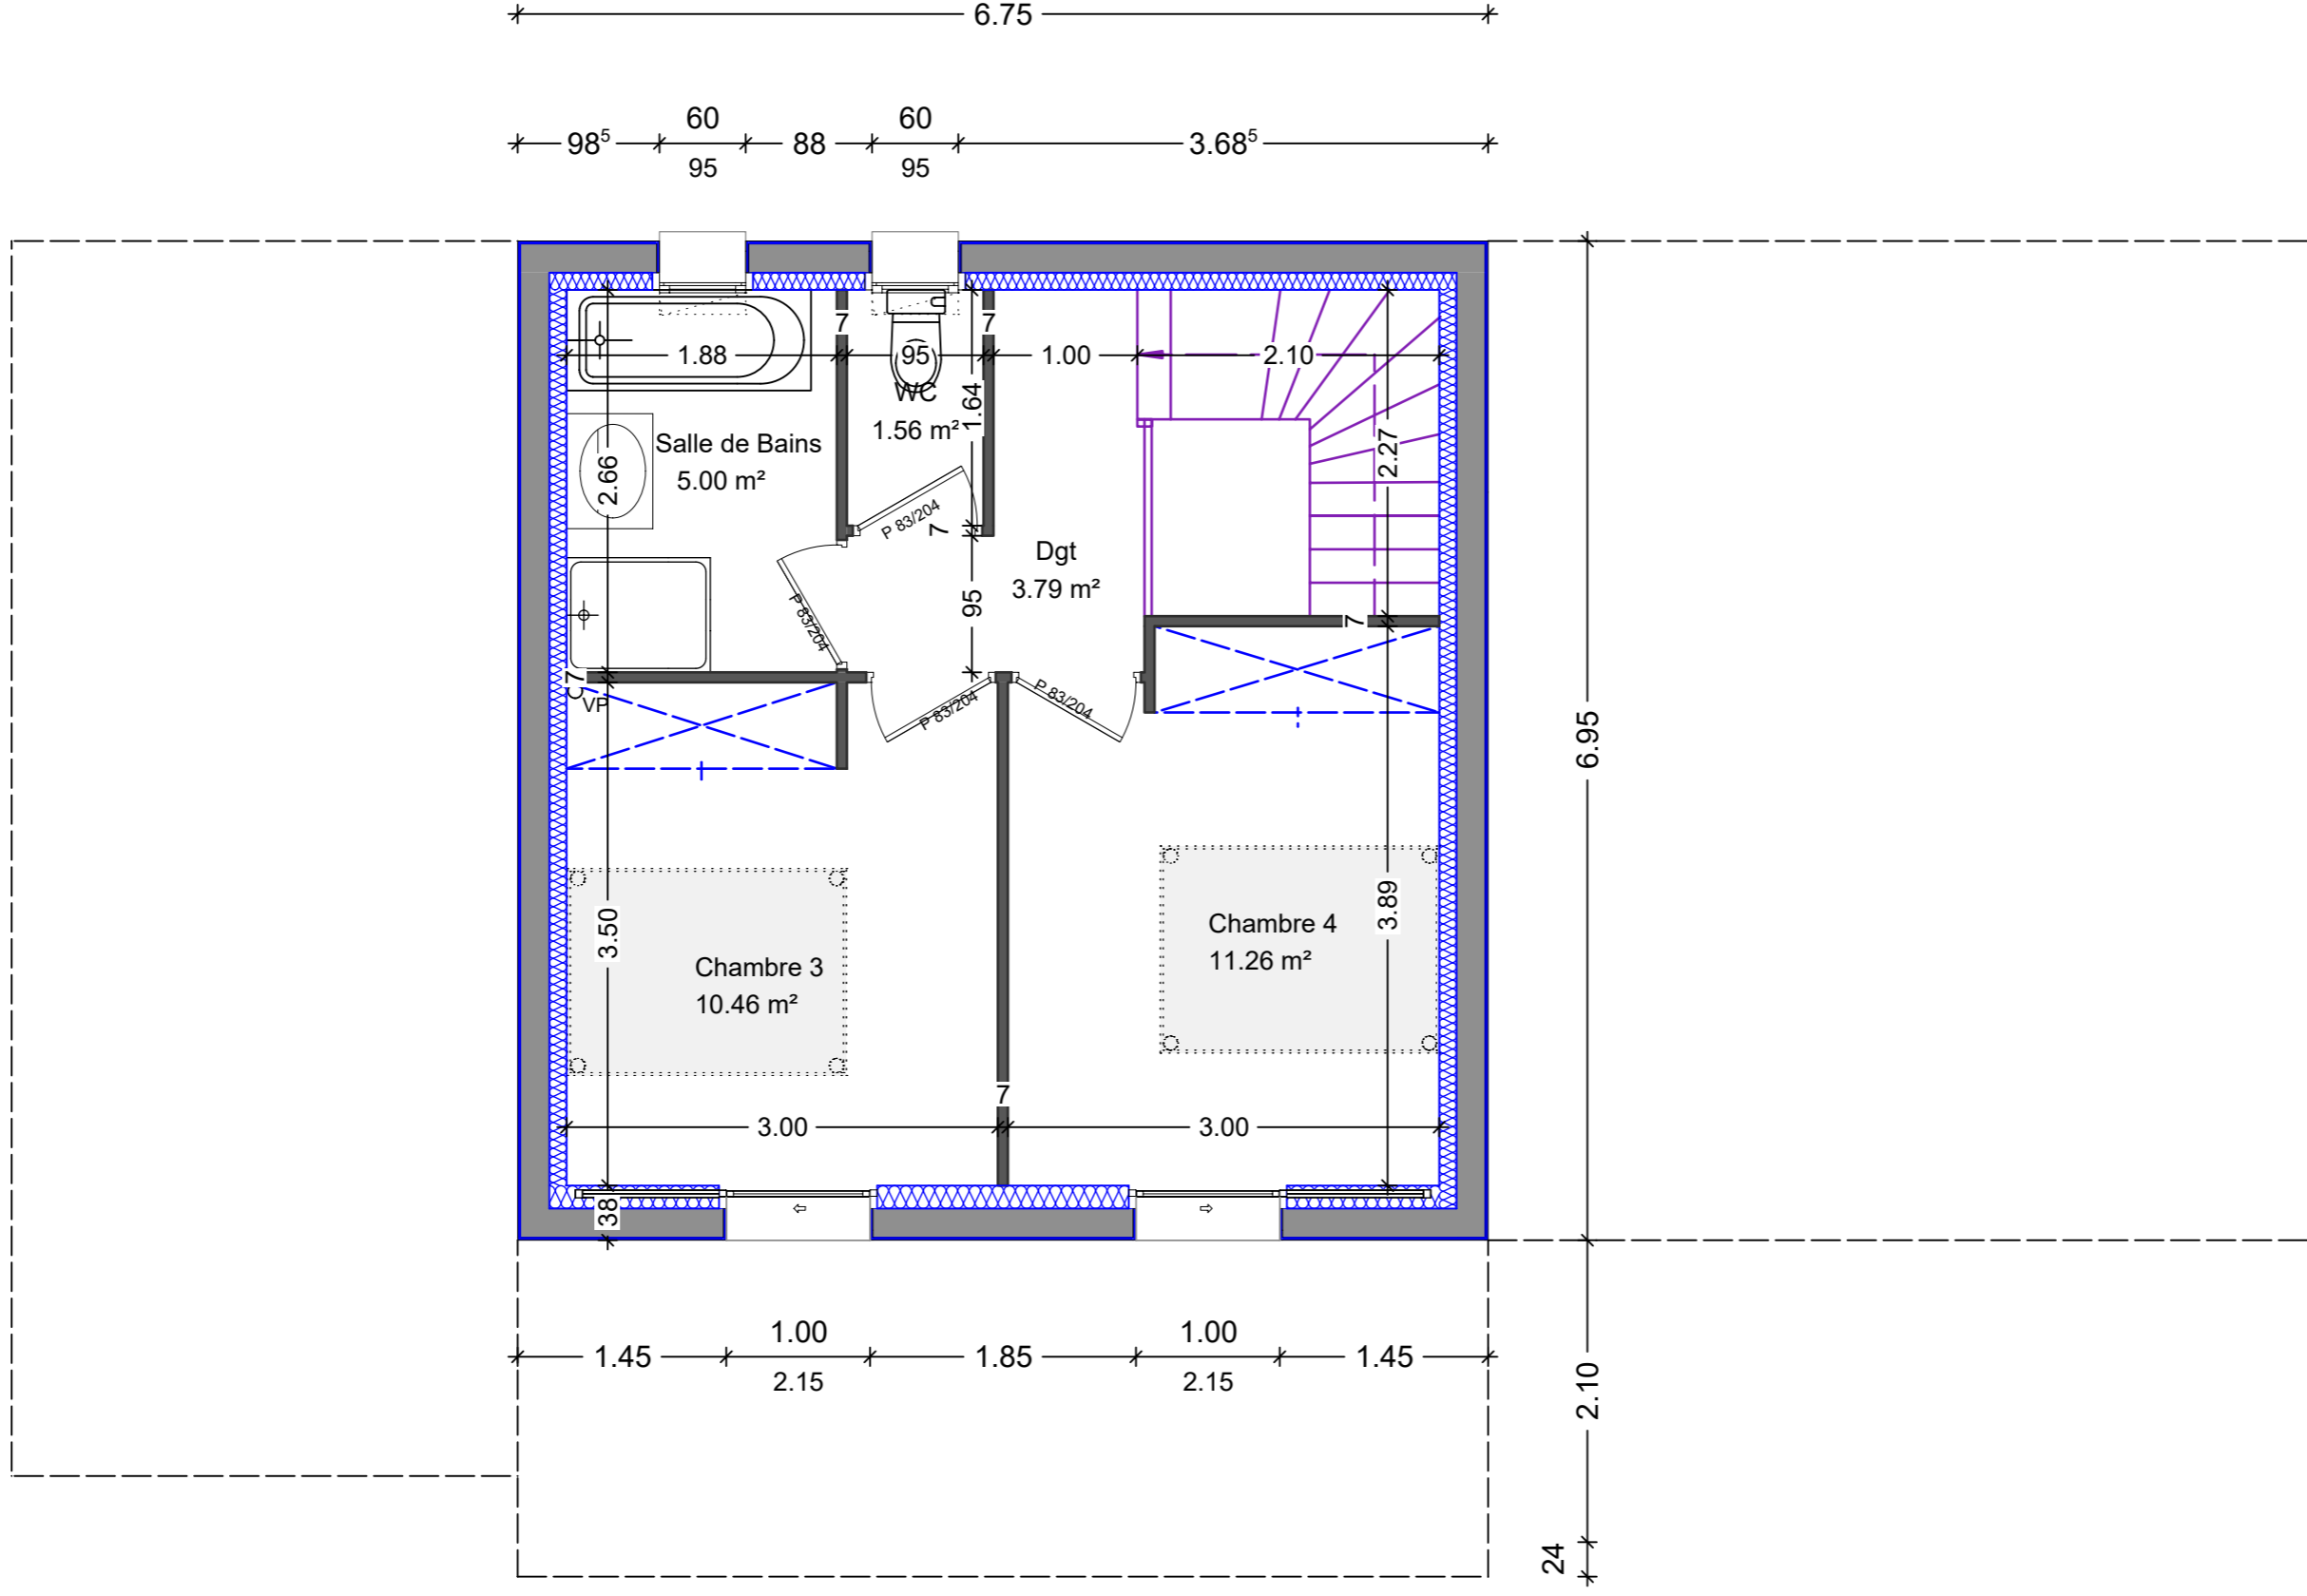 6.75
60
60
98⁵
88
3.68⁵
95
95
7
7
1.88
95
1.00
2.10
WC
1.64
1.56 m²
Salle de Bains
5.00 m²
2.66
2.27
P 83/204
7
Dgt
3.79 m²
95
P 83/204
7
7
VP
P 83/204
P 83/204
6.95
3.50
3.89
Chambre 4
11.26 m²
Chambre 3
10.46 m²
7
3.00
3.00
38
1.00
1.00
1.45
1.85
1.45
2.15
2.15
2.10
24